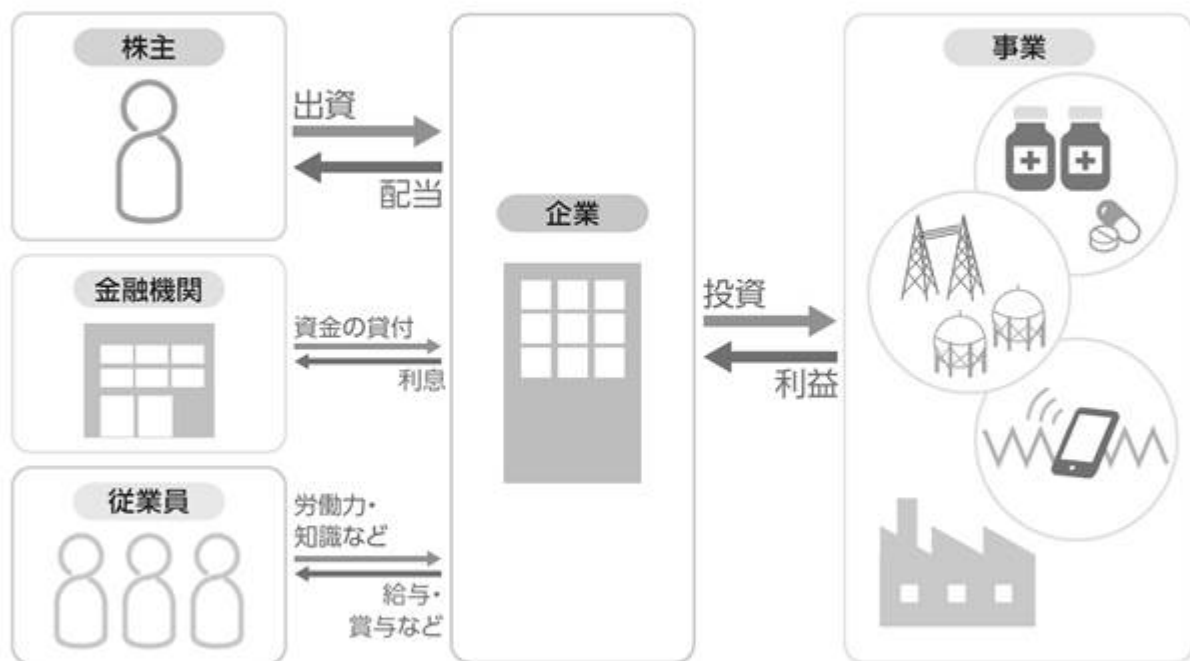 株主
出資
配当
金融機関
資金の貸付
利息
従業員
労働力・
知識など
給与・
賞与など
企業
投資
利益
事業